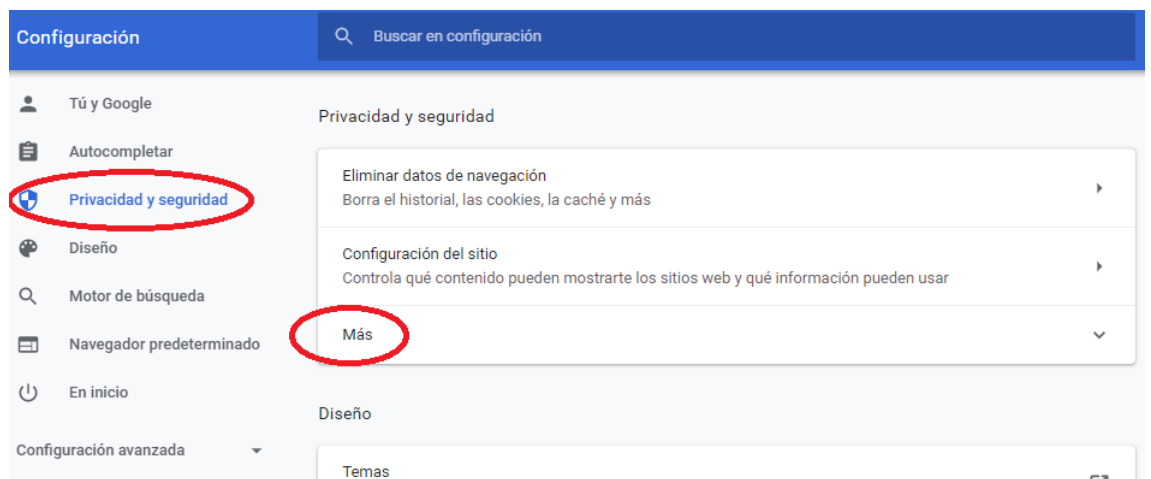 Configuración
Buscar en configuración
Tú y Google
Autocompletar
Privacidad y seguridad
Diseño
Motor de búsqueda
Navegador predeterminado
En inicio
Configuración avanzada
Privacidad y seguridad
Eliminar datos de navegación
Borra el historial, las cookies, la caché y más
Configuración del sitio
Controla qué contenido pueden mostrarte los sitios web y qué información pueden usar
Más
Diseño
Temas